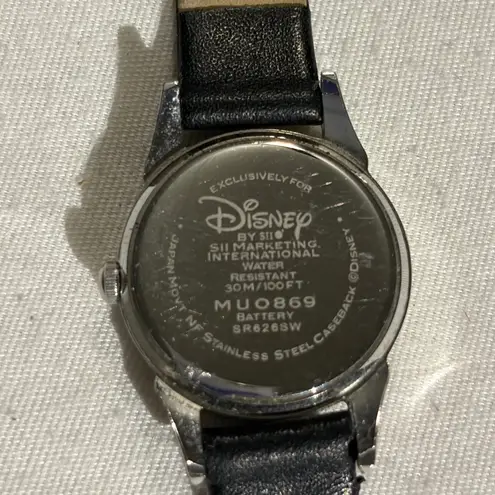 EXCLUSIVELY FOR
Disney
BY SII
SII MARKETING
INTERNATIONAL
WATER
RESISTANT
30M/100FT
MU0869
BATTERY
SR626SW
JAPAN MOV'T NF STAINLESS STEEL CASEBACK ©DISNEY